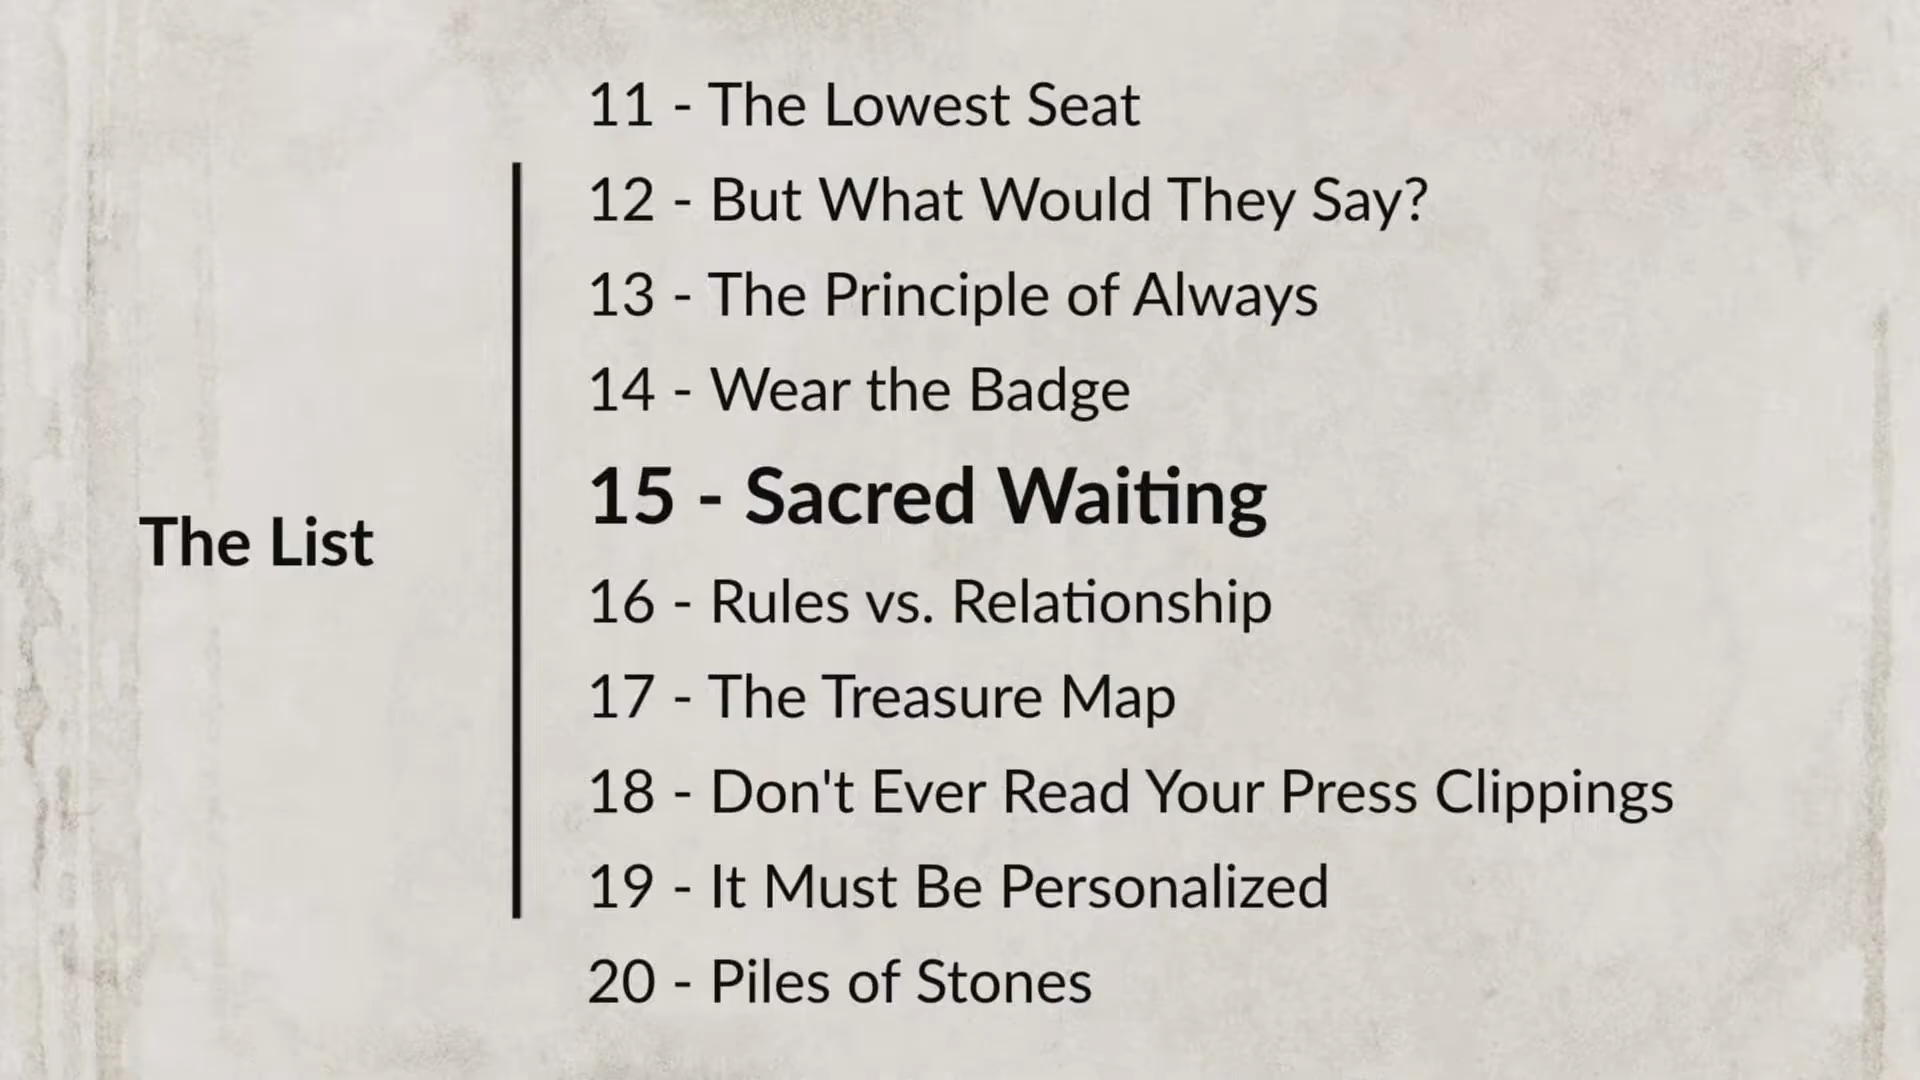 The List
11 - The Lowest Seat
12 - But What Would They Say?
13 - The Principle of Always
14 - Wear the Badge
15 - Sacred Waiting
16 - Rules vs. Relationship
17 - The Treasure Map
18 - Don't Ever Read Your Press Clippings
19 - It Must Be Personalized
20 - Piles of Stones